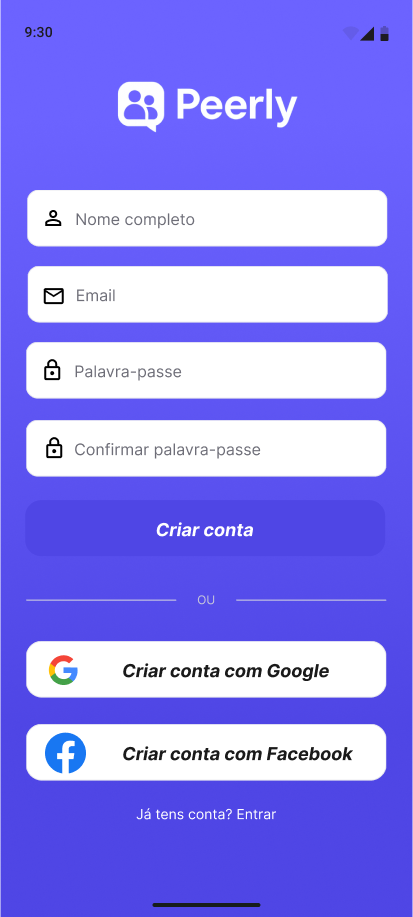 9:30
Peerly
Nome completo
Email
Palavra-passe
Confirmar palavra-passe
Criar conta
OU
Criar conta com Google
Criar conta com Facebook
Já tens conta? Entrar